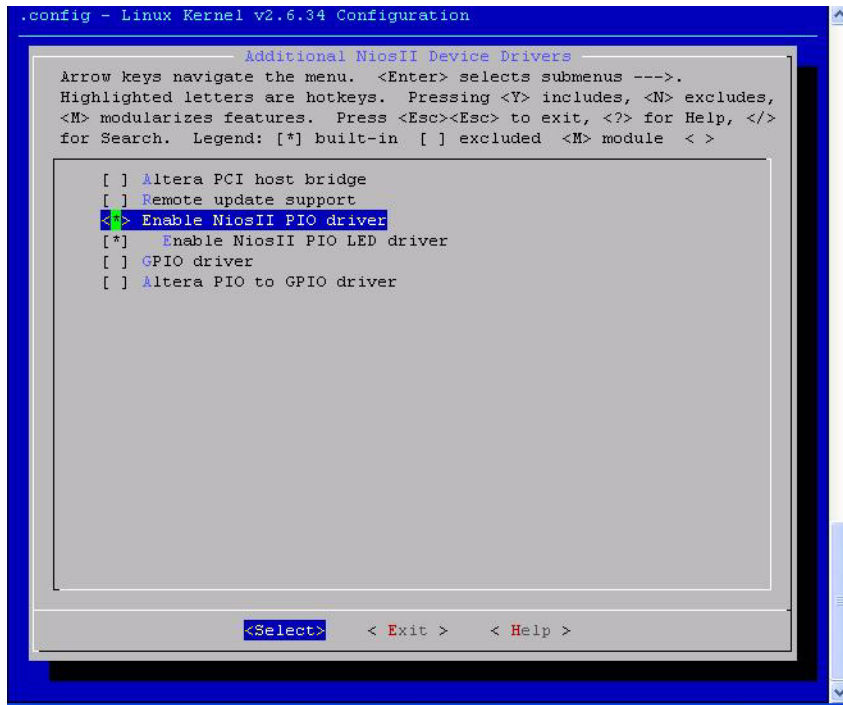 .config - Linux Kernel v2.6.34 Configuration
Additional NiosII Device Drivers
Arrow keys navigate the menu.  <Enter> selects submenus --->.
Highlighted letters are hotkeys.  Pressing <Y> includes, <N> excludes,
<M> modularizes features.  Press <Esc><Esc> to exit, <?> for Help, </>
for Search.  Legend: [*] built-in  [ ] excluded  <M> module  < >
[ ] Altera PCI host bridge
[ ] Remote update support
<*> Enable NiosII PIO driver
[*]   Enable NiosII PIO LED driver
[ ] GPIO driver
[ ] Altera PIO to GPIO driver
<Select>    < Exit >    < Help >